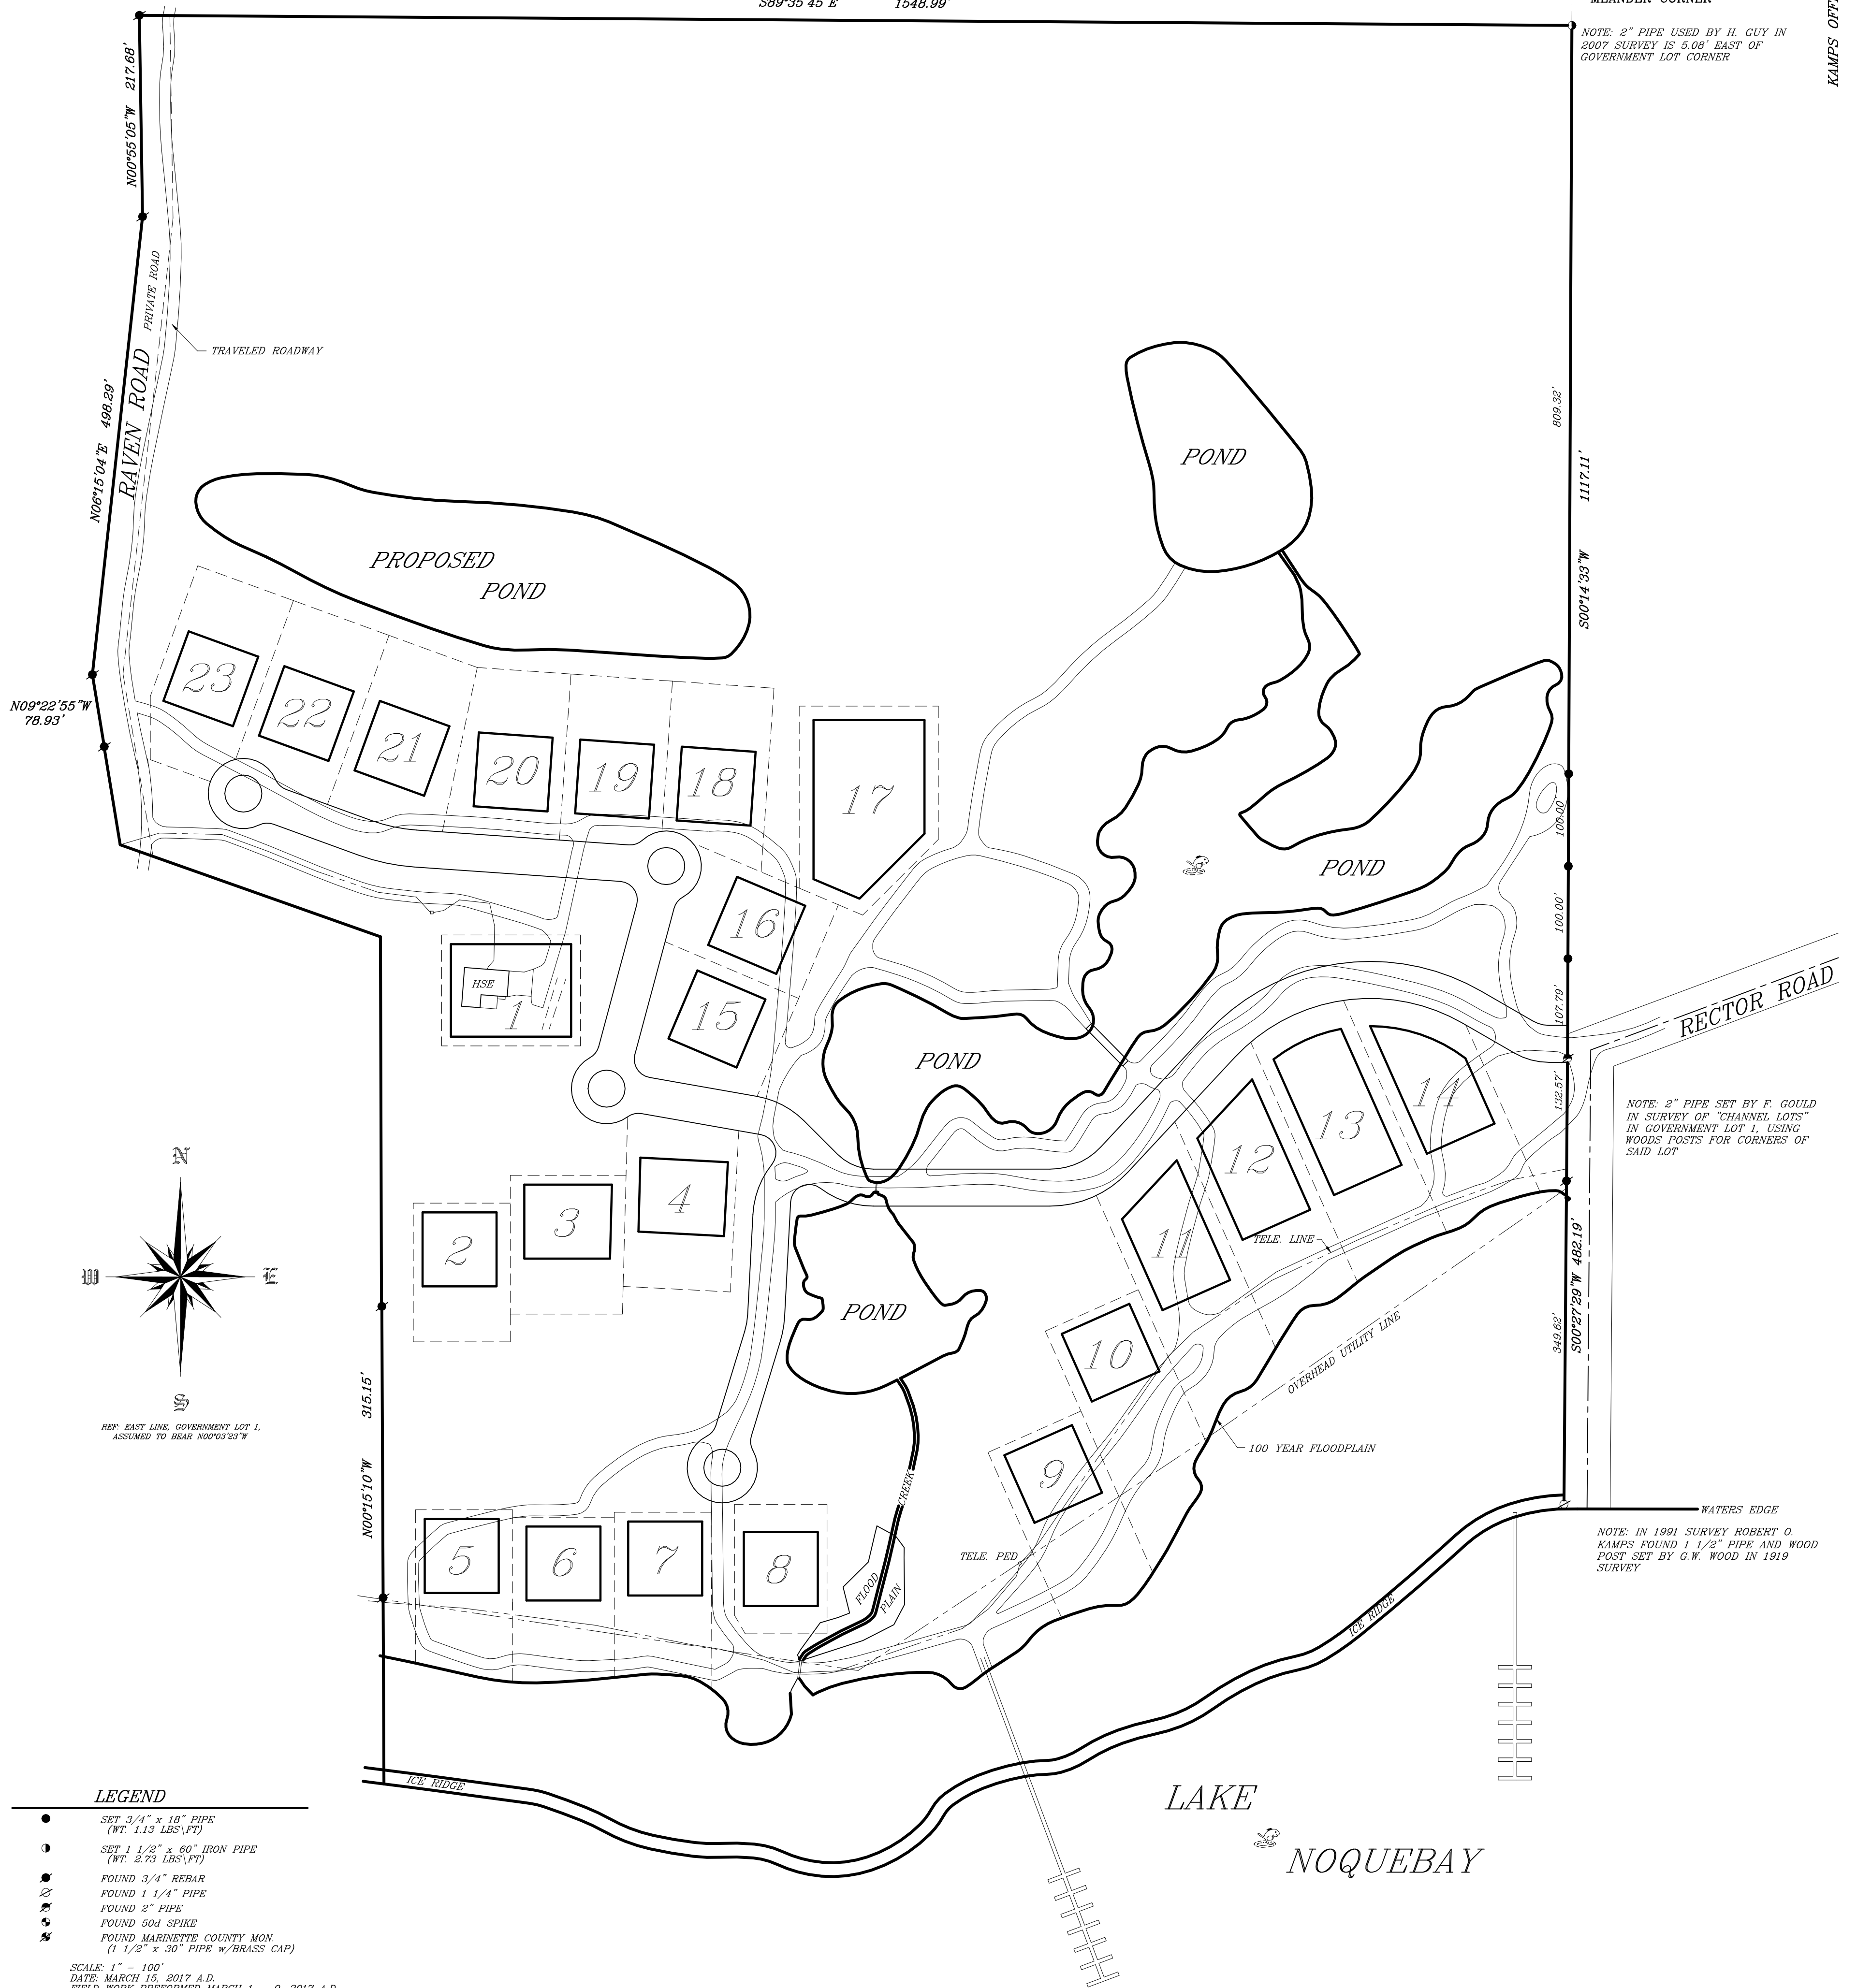 S89°35'45"E 1548.99'
MEANDER CORNER
KAMPS
NOTE: 2" PIPE USED BY H. GUY IN
2007 SURVEY IS 5.08' EAST OF
GOVERNMENT LOT CORNER
N00°55'05"W 217.68'
PRIVATE ROAD
RAVEN ROAD
TRAVELED ROADWAY
N06°15'04"E 498.29'
809.32'
1117.11'
S00°14'33"W
POND
PROPOSED
POND
N09°22'55"W
78.93'
23
22
21
20
19
18
17
100.00'
POND
16
100.00'
HSE
1
15
107.79'
RECTOR ROAD
POND
14
13
12
132.57'
NOTE: 2" PIPE SET BY F. GOULD
IN SURVEY OF "CHANNEL LOTS"
IN GOVERNMENT LOT 1, USING
WOODS POSTS FOR CORNERS OF
SAID LOT
N
W
E
S
REF: EAST LINE, GOVERNMENT LOT 1,
ASSUMED TO BEAR N00°03'23"W
4
3
2
11
TELE. LINE
POND
10
OVERHEAD UTILITY LINE
349.62'
S00°27'29"W 482.19'
315.15'
N00°15'10"W
100 YEAR FLOODPLAIN
9
CREEK
WATERS EDGE
NOTE: IN 1991 SURVEY ROBERT O.
KAMPS FOUND 1 1/2" PIPE AND WOOD
POST SET BY G.W. WOOD IN 1919
SURVEY
5
6
7
8
TELE. PED
FLOOD
PLAIN
ICE RIDGE
ICE RIDGE
LAKE
NOQUEBAY
LEGEND
SET 3/4" x 18" PIPE
(WT. 1.13 LBS\FT)
SET 1 1/2" x 60" IRON PIPE
(WT. 2.73 LBS\FT)
FOUND 3/4" REBAR
FOUND 1 1/4" PIPE
FOUND 2" PIPE
FOUND 50d SPIKE
FOUND MARINETTE COUNTY MON.
(1 1/2" x 30" PIPE w/BRASS CAP)
SCALE: 1" = 100'
DATE: MARCH 15, 2017 A.D.
FIELD WORK PREFORMED MARCH 1 - 9, 2017 A.D.